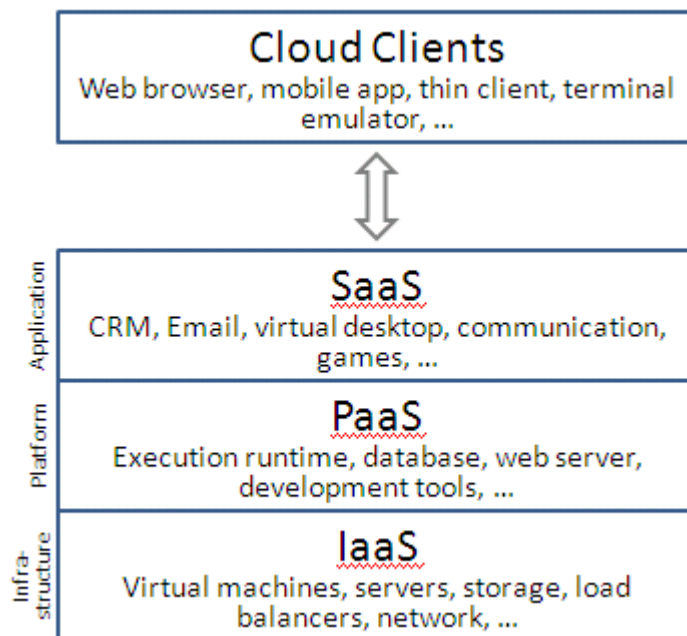 Cloud Clients
Web browser, mobile app, thin client, terminal
emulator, ...
Application
SaaS
CRM, Email, virtual desktop, communication,
games, ...
Platform
PaaS
Execution runtime, database, web server,
development tools, ...
Infra-
structure
IaaS
Virtual machines, servers, storage, load
balancers, network, ...